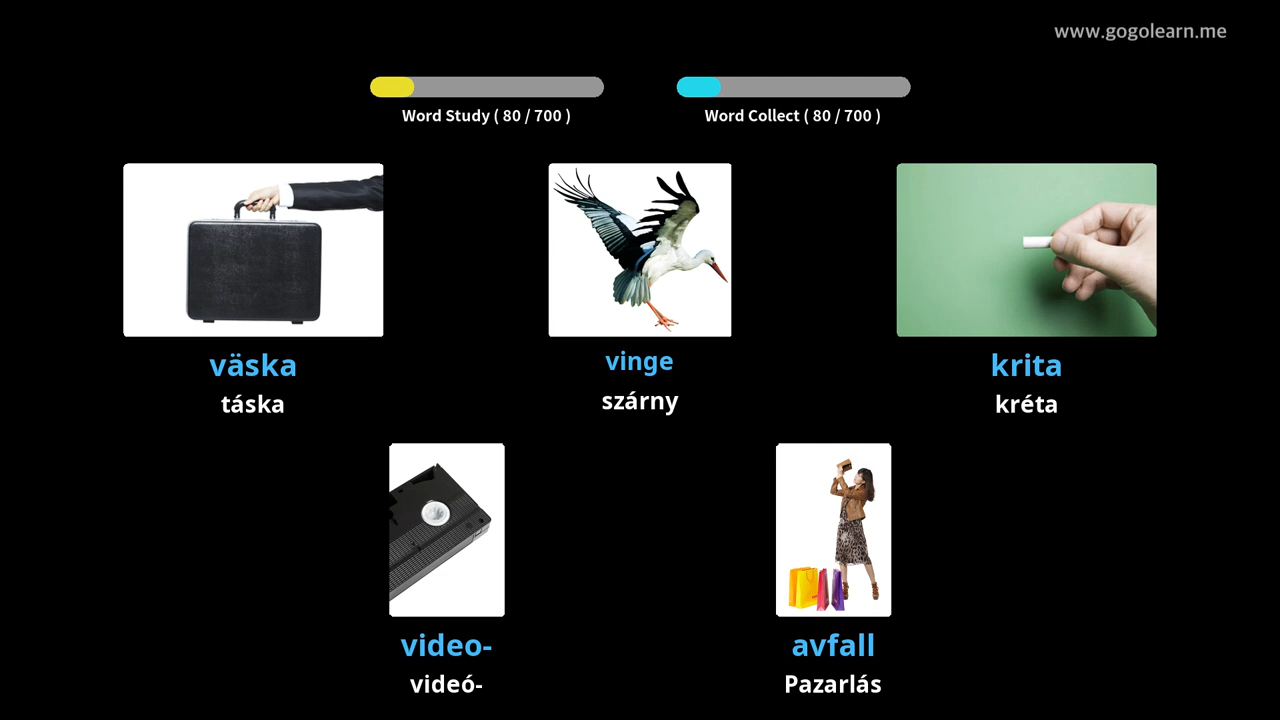 www.gogolearn.me
Word Study ( 80 / 700 )
Word Collect ( 80 / 700 )
väska
táska
vinge
szárny
krita
kréta
video-
videó-
avfall
Pazarlás